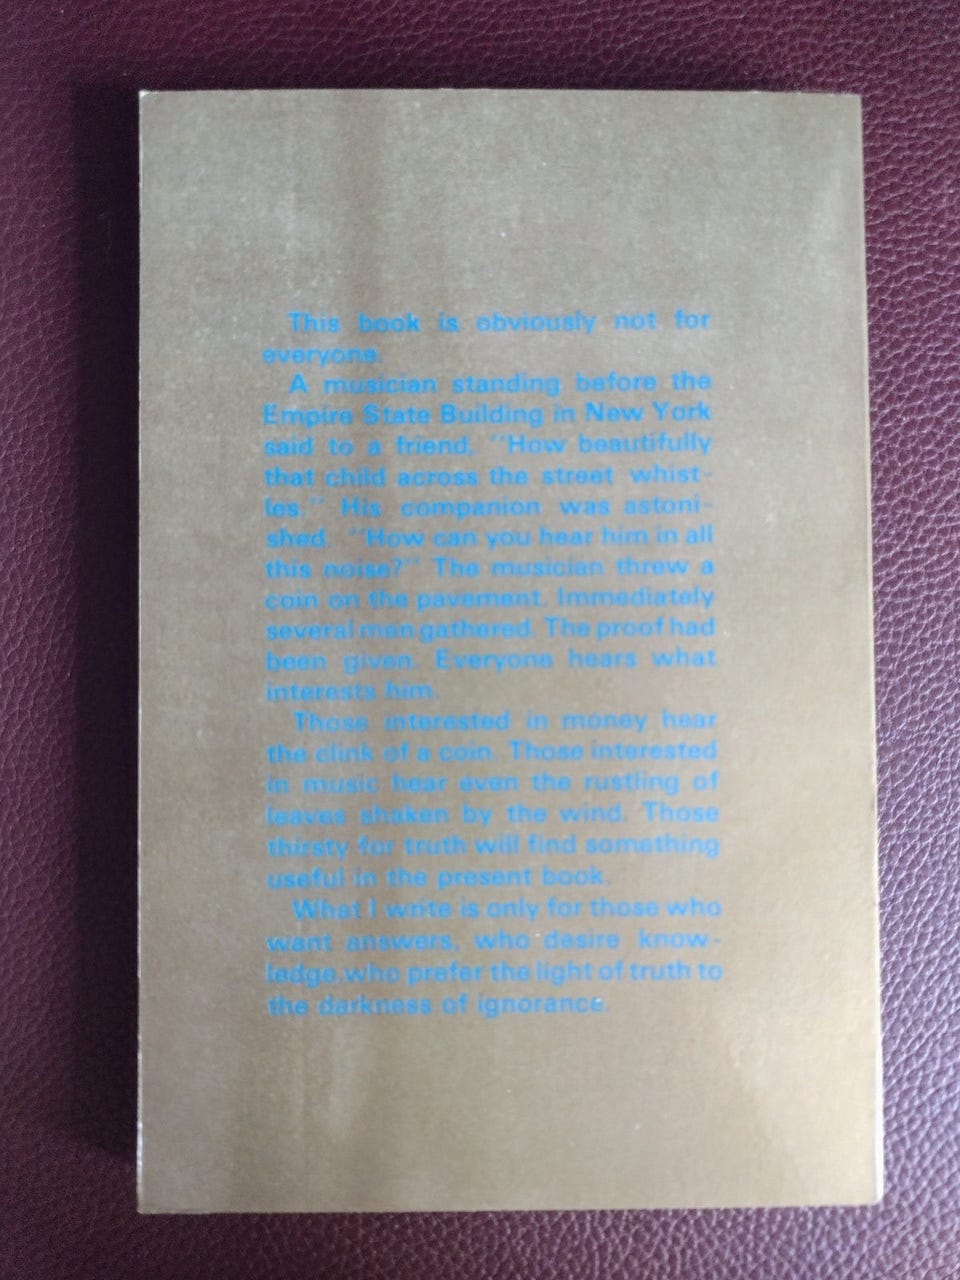 This book is obviously not for
everyone.
A musician standing before the
Empire State Building in New York
said to a friend, "How beautifully
that child across the street whist-
les." His companion was astoni-
shed. "How can you hear him in all
this noise?" The musician threw a
coin on the pavement. Immediately
several men gathered. The proof had
been given. Everyone hears what
interests him.
Those interested in money hear
the clink of a coin. Those interested
in music hear even the rustling of
leaves shaken by the wind. Those
thirsty for truth will find something
useful in the present book.
What I write is only for those who
want answers, who desire know-
ledge,who prefer the light of truth to
the darkness of ignorance.